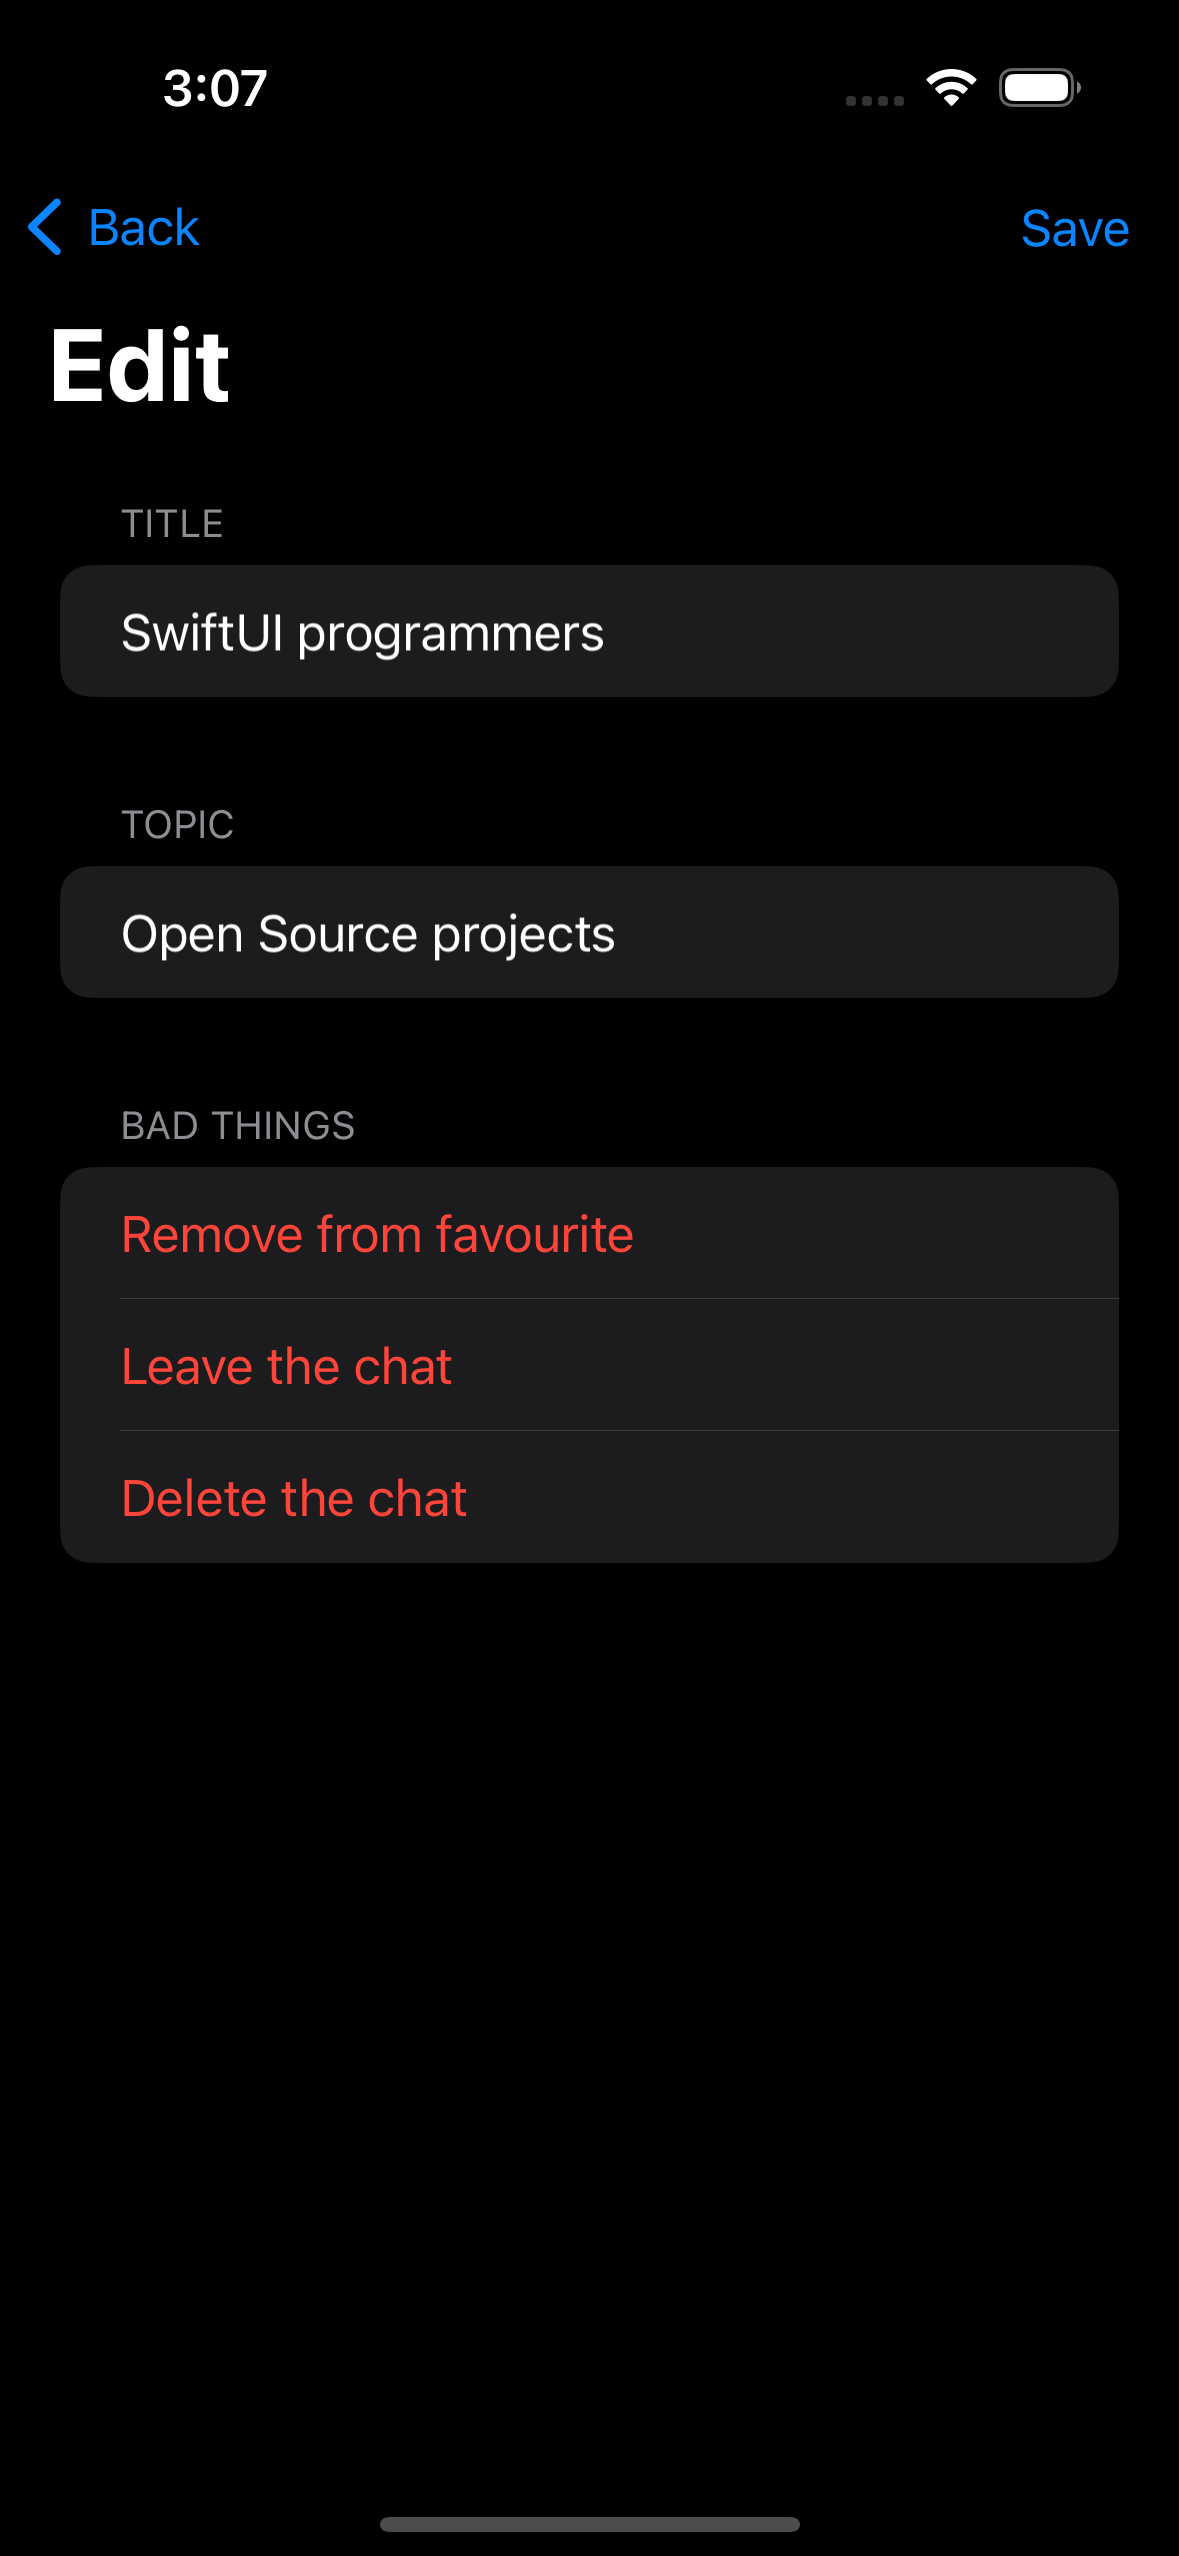 3:07
Back
Save
Edit
TITLE
SwiftUI programmers
TOPIC
Open Source projects
BAD THINGS
Remove from favourite
Leave the chat
Delete the chat